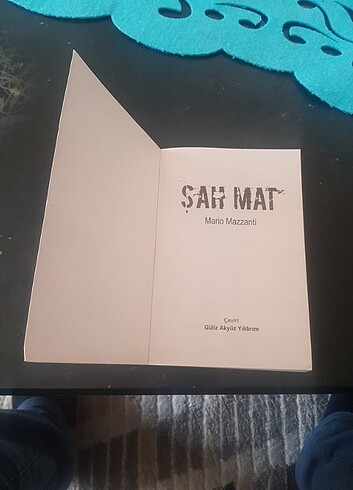 ŞAH MAT
Mario Mazzanti
Çeviri
Güliz Akyüz Yıldırım